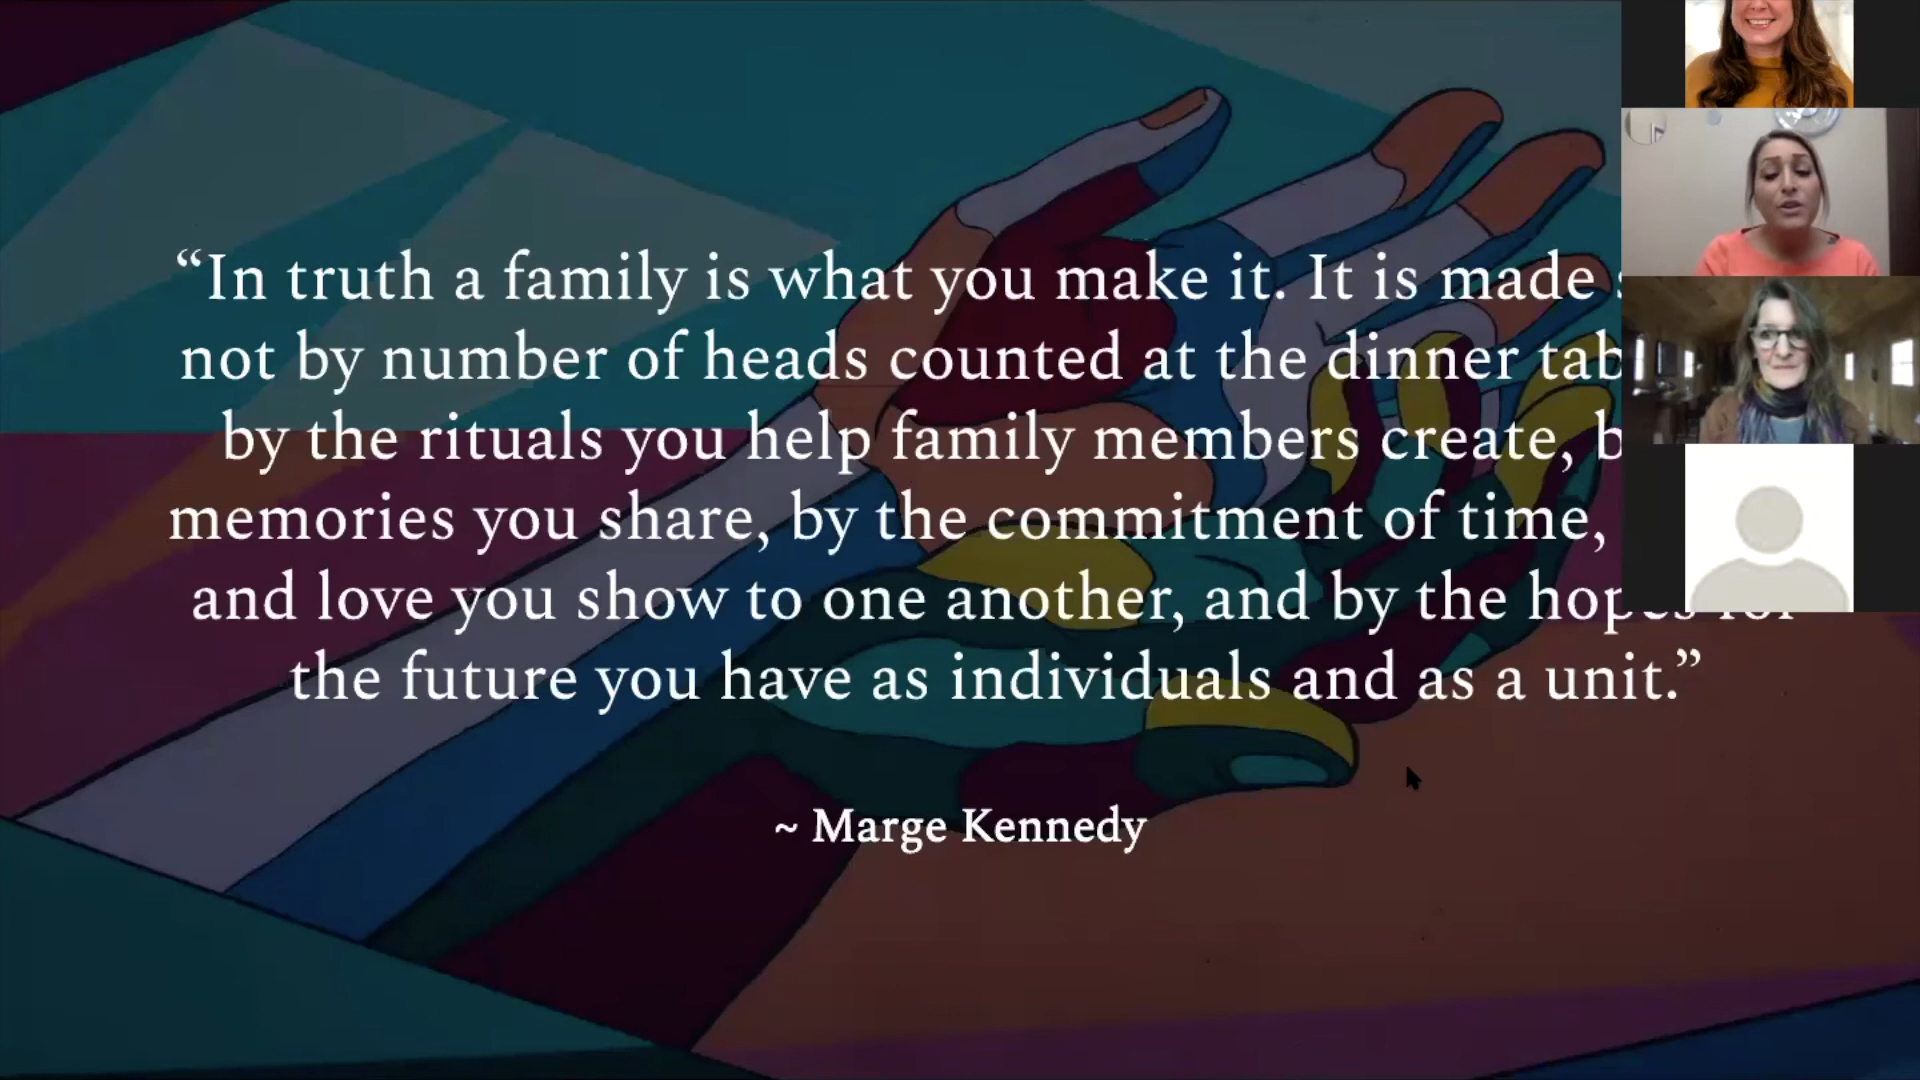 “In truth a family is what you make it. It is made
not by number of heads counted at the dinner
by the rituals you help family members create,
memories you share, by the commitment of time,
and love you show to one another, and by the hopes for
the future you have as individuals and as a unit.”
~ Marge Kennedy